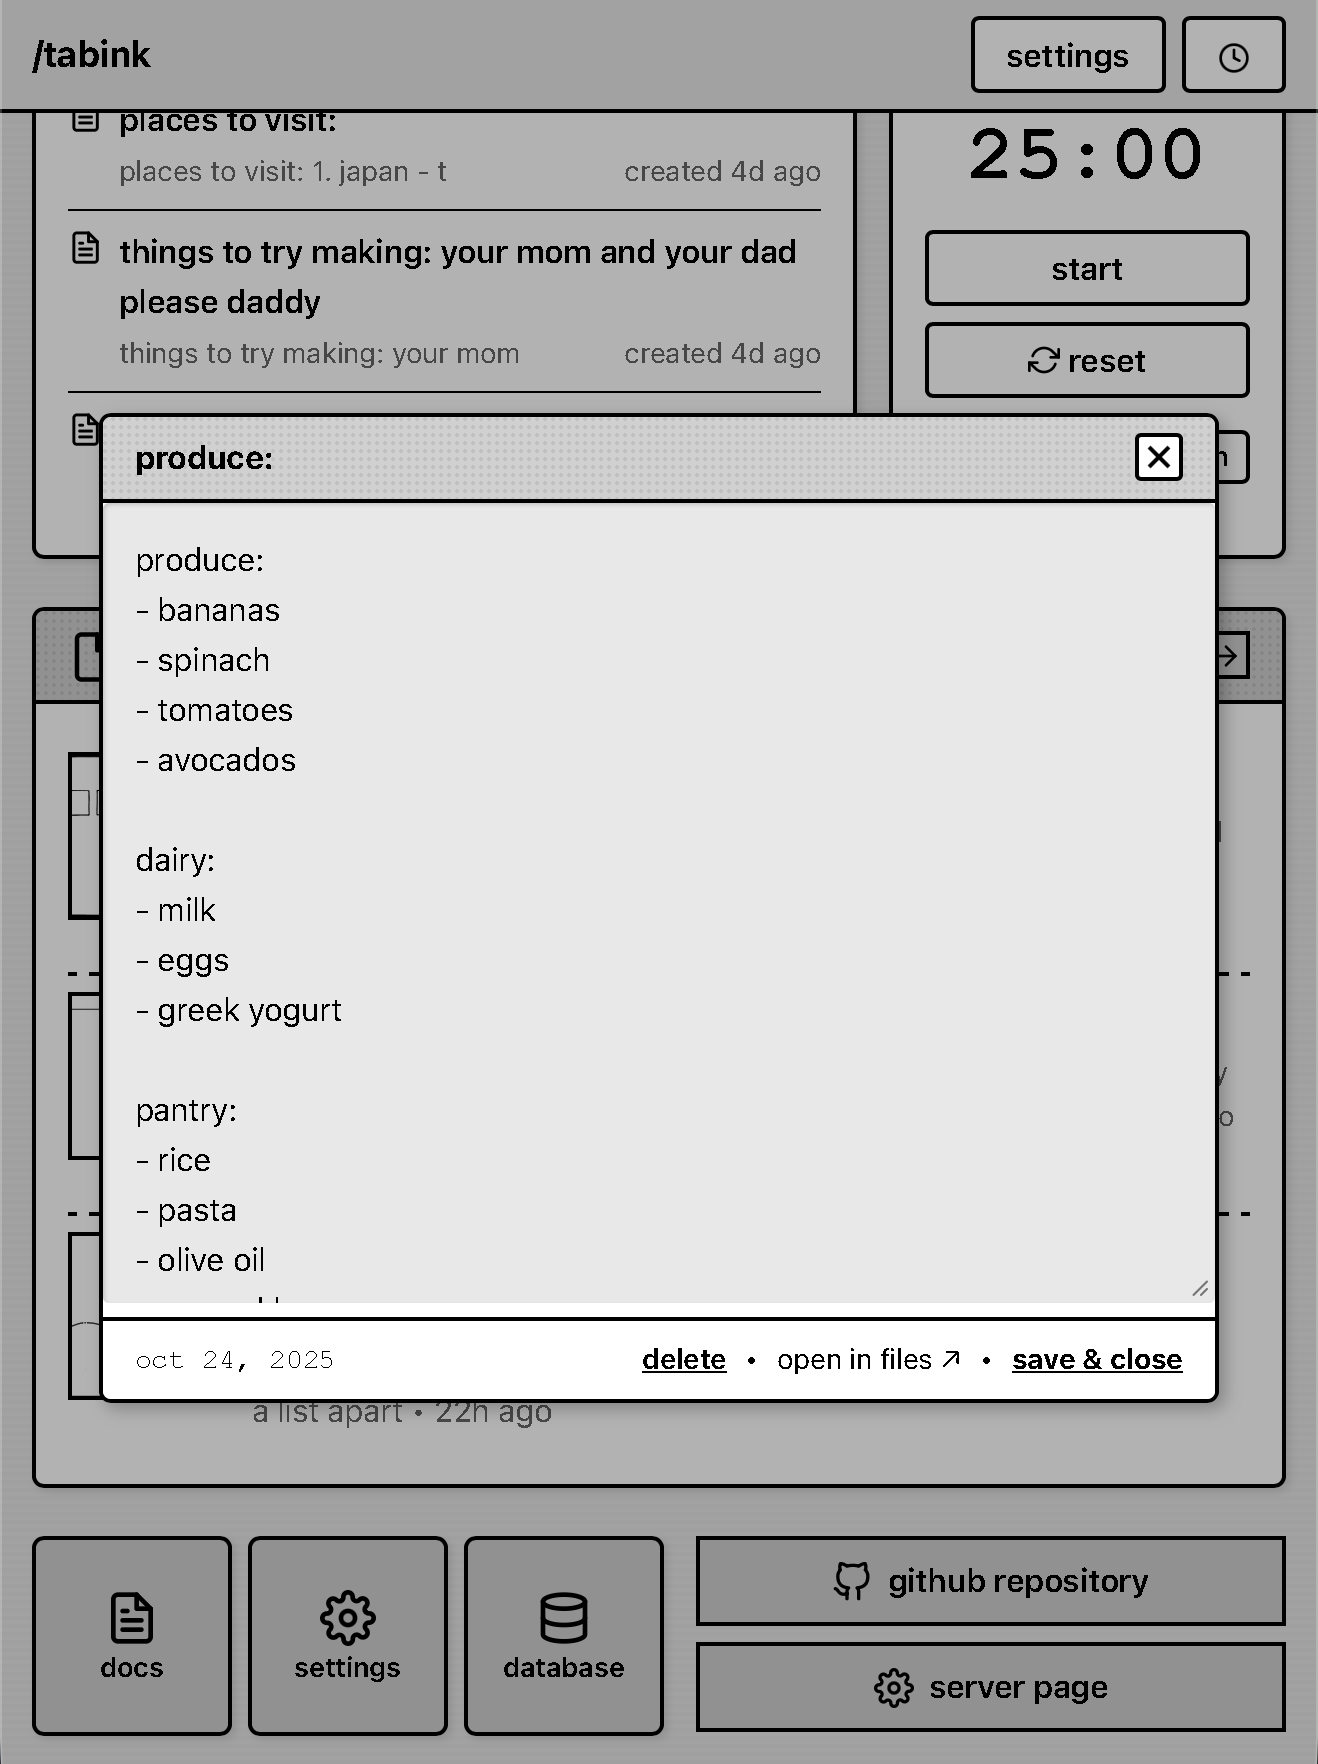 /tabink
settings
places to visit:
places to visit: 1. japan - t
created 4d ago
things to try making: your mom and your dad
please daddy
things to try making: your mom
created 4d ago
25:00
start
reset
produce:
produce:
- bananas
- spinach
- tomatoes
- avocados
dairy:
- milk
- eggs
- greek yogurt
pantry:
- rice
- pasta
- olive oil
oct 24, 2025
delete • open in files ↗ • save & close
a list apart • 22h ago
docs
settings
database
github repository
server page